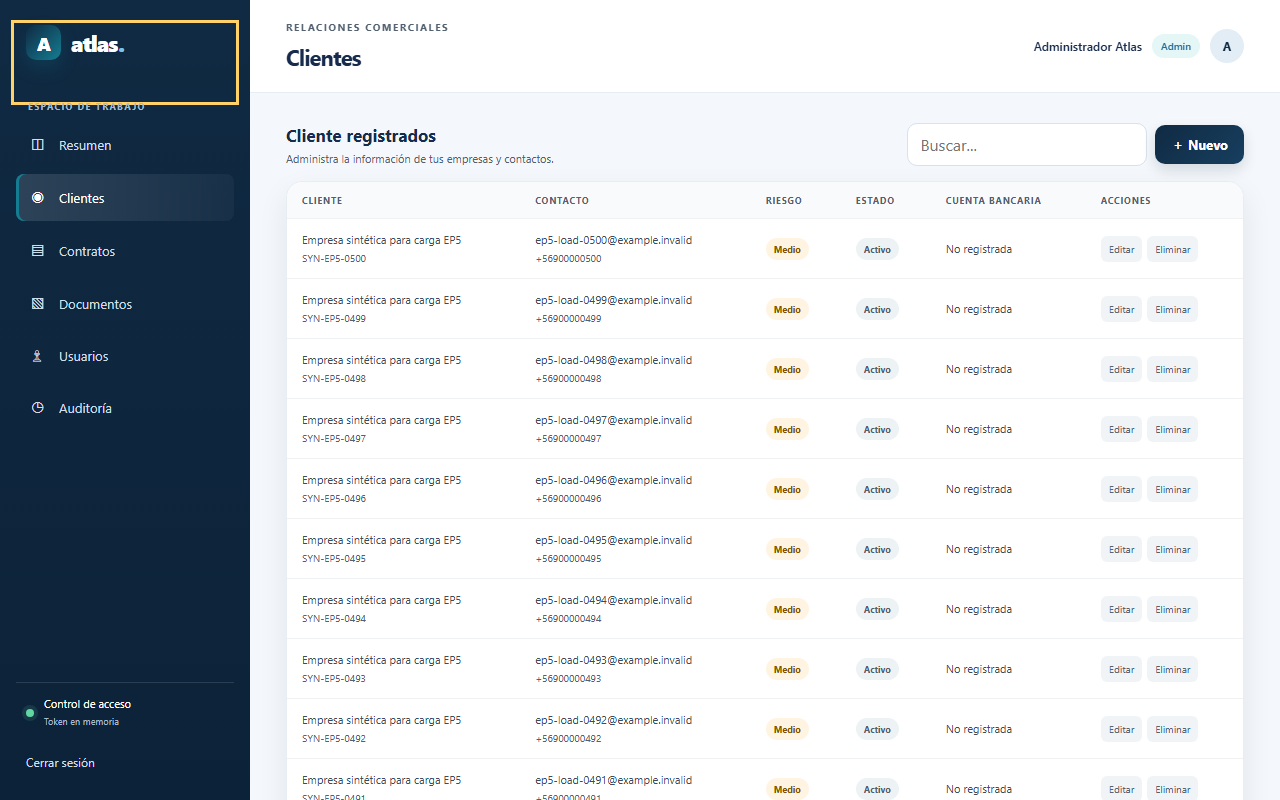 A atlas.
ESPACIO DE TRABAJO
Resumen
Clientes
Contratos
Documentos
Usuarios
Auditoría
Control de acceso
Token en memoria
Cerrar sesión
RELACIONES COMERCIALES
Clientes
Administrador Atlas Admin A
Cliente registrados
Administra la información de tus empresas y contactos.
Buscar...
+ Nuevo
CLIENTE CONTACTO RIESGO ESTADO CUENTA BANCARIA ACCIONES
Empresa sintética para carga EP5 ep5-load-0500@example.invalid
SYN-EP5-0500 +56900000500
Medio Activo No registrada Editar Eliminar
Empresa sintética para carga EP5 ep5-load-0499@example.invalid
SYN-EP5-0499 +56900000499
Medio Activo No registrada Editar Eliminar
Empresa sintética para carga EP5 ep5-load-0498@example.invalid
SYN-EP5-0498 +56900000498
Medio Activo No registrada Editar Eliminar
Empresa sintética para carga EP5 ep5-load-0497@example.invalid
SYN-EP5-0497 +56900000497
Medio Activo No registrada Editar Eliminar
Empresa sintética para carga EP5 ep5-load-0496@example.invalid
SYN-EP5-0496 +56900000496
Medio Activo No registrada Editar Eliminar
Empresa sintética para carga EP5 ep5-load-0495@example.invalid
SYN-EP5-0495 +56900000495
Medio Activo No registrada Editar Eliminar
Empresa sintética para carga EP5 ep5-load-0494@example.invalid
SYN-EP5-0494 +56900000494
Medio Activo No registrada Editar Eliminar
Empresa sintética para carga EP5 ep5-load-0493@example.invalid
SYN-EP5-0493 +56900000493
Medio Activo No registrada Editar Eliminar
Empresa sintética para carga EP5 ep5-load-0492@example.invalid
SYN-EP5-0492 +56900000492
Medio Activo No registrada Editar Eliminar
Empresa sintética para carga EP5 ep5-load-0491@example.invalid
SYN-EP5-0491 +56900000491
Medio Activo No registrada Editar Eliminar